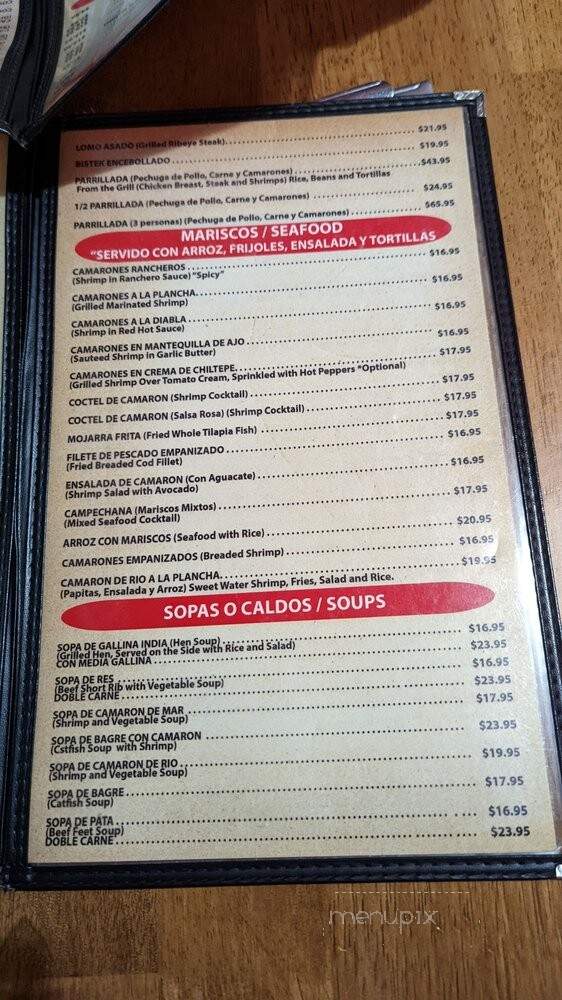 LOMO ASADO (Grilled Ribeye Steak) $21.95
BISTEK ENCEBOLLADO $19.95
PARRILLADA (Pechuga de Pollo, Carne y Camarones) $43.95
From the Grill (Chicken Breast, Steak and Shrimps) Rice, Beans and Tortillas
1/2 PARRILLADA (Pechuga de Pollo, Carne y Camarones) $24.95
PARRILLADA (3 personas) (Pechuga de Pollo, Carne y Camarones) $65.95
MARISCOS / SEAFOOD
"SERVIDO CON ARROZ, FRIJOLES, ENSALADA Y TORTILLAS
CAMARONES RANCHEROS $16.95
(Shrimp in Ranchero Sauce) "Spicy"
CAMARONES A LA PLANCHA $16.95
(Grilled Marinated Shrimp)
CAMARONES A LA DIABLA $16.95
(Shrimp in Red Hot Sauce)
CAMARONES EN MANTEQUILLA DE AJO $16.95
(Sauteed Shrimp in Garlic Butter)
CAMARONES EN CREMA DE CHILTEPE $17.95
(Grilled Shrimp Over Tomato Cream, Sprinkled with Hot Peppers *Optional)
COCTEL DE CAMARON (Shrimp Cocktail) $17.95
COCTEL DE CAMARON (Salsa Rosa) (Shrimp Cocktail) $17.95
MOJARRA FRITA (Fried Whole Tilapia Fish) $17.95
FILETE DE PESCADO EMPANIZADO $16.95
(Fried Breaded Cod Fillet)
ENSALADA DE CAMARON (Con Aguacate) $16.95
(Shrimp Salad with Avocado)
CAMPECHANA (Mariscos Mixtos) $17.95
(Mixed Seafood Cocktail)
ARROZ CON MARISCOS (Seafood with Rice) $20.95
CAMARONES EMPANIZADOS (Breaded Shrimp) $16.95
CAMARON DE RIO A LA PLANCHA $19.95
(Papitas, Ensalada y Arroz) Sweet Water Shrimp, Fries, Salad and Rice.
SOPAS O CALDOS / SOUPS
SOPA DE GALLINA INDIA (Hen Soup) $16.95
(Grilled Hen, Served on the Side with Rice and Salad)
CON MEDIA GALLINA $23.95
SOPA DE RES $16.95
(Beef Short Rib with Vegetable Soup)
DOBLE CARNE $23.95
SOPA DE CAMARON DE MAR $17.95
(Shrimp and Vegetable Soup)
SOPA DE BAGRE CON CAMARON $23.95
(Cstfish Soup with Shrimp)
SOPA DE CAMARON DE RIO $19.95
(Shrimp and Vegetable Soup)
SOPA DE BAGRE $17.95
(Catfish Soup)
SOPA DE PATA $16.95
(Beef Feet Soup)
DOBLE CARNE $23.95
menupix